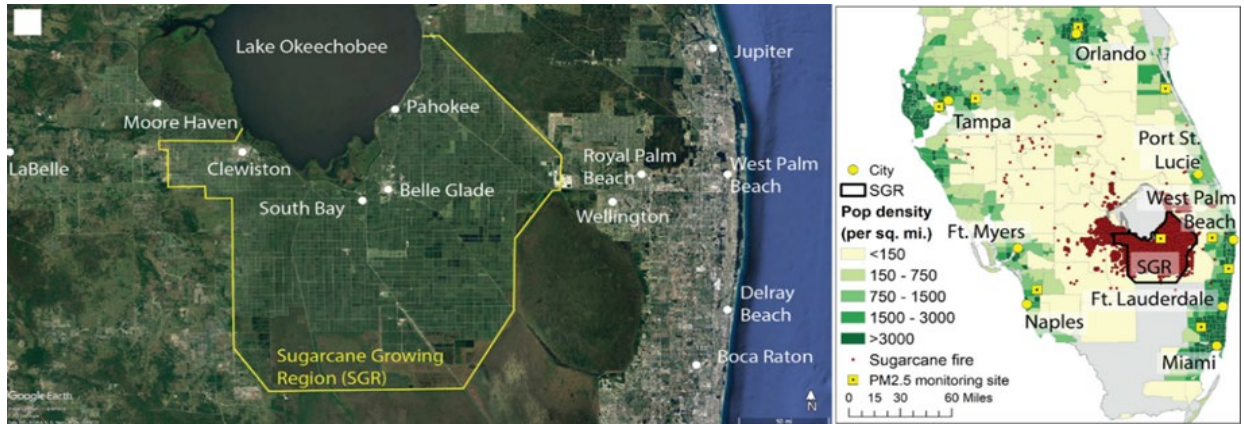 Lake Okeechobee
Jupiter
Pahokee
Moore Haven
LaBelle
Clewiston
Royal Palm
Beach
West Palm
Beach
Belle Glade
South Bay
Wellington
Delray
Beach
Sugarcane Growing
Region (SGR)
Boca Raton
Google Earth
N
10 mi
Orlando
Tampa
Port St.
Lucie
City
SGR
West Palm
Beach
Pop density
(per sq. mi.)
Ft. Myers
<150
150 - 750
SGR
750 - 1500
Ft. Lauderdale
1500 - 3000
Naples
>3000
Miami
Sugarcane fire
PM2.5 monitoring site
0 15 30 60 Miles